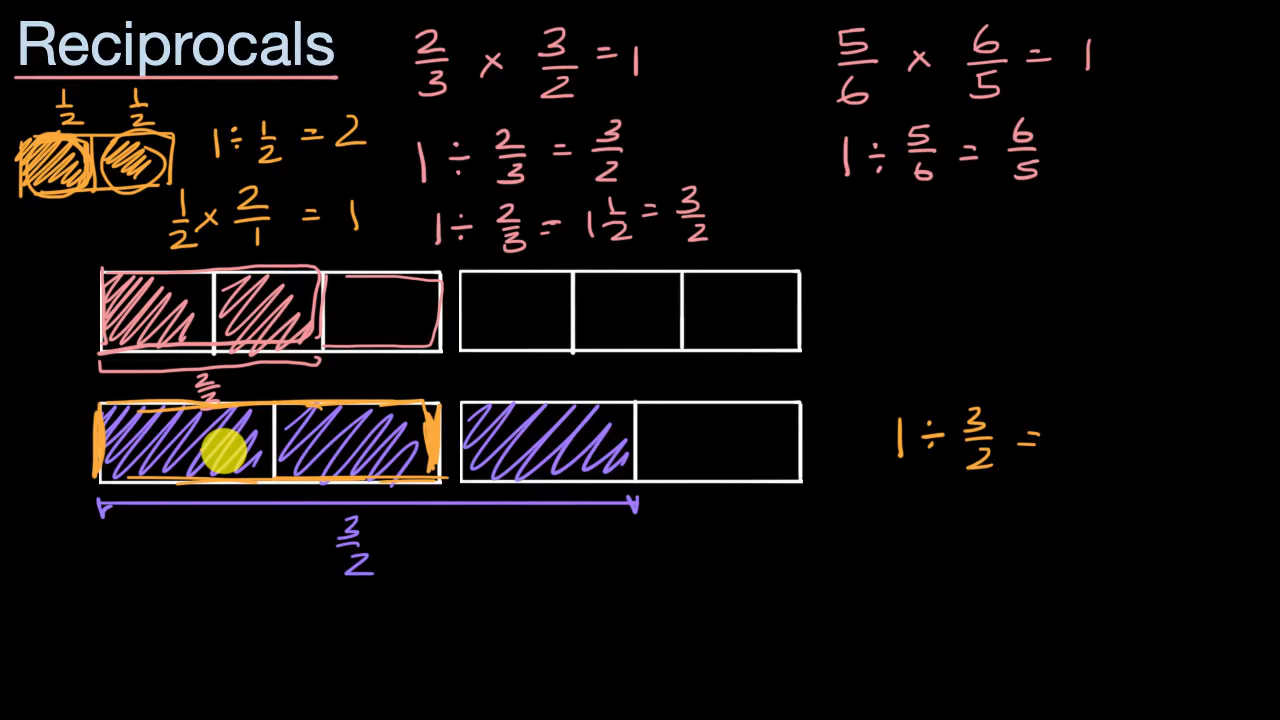 Reciprocals
2/3 × 3/2 = 1
5/6 × 6/5 = 1
1/2 1/2
1 ÷ 1/2 = 2
1 ÷ 2/3 = 3/2
1 ÷ 5/6 = 6/5
1/2 × 2/1 = 1
1 ÷ 2/3 = 1 1/2 = 3/2
2/3
1 ÷ 3/2 =
3/2